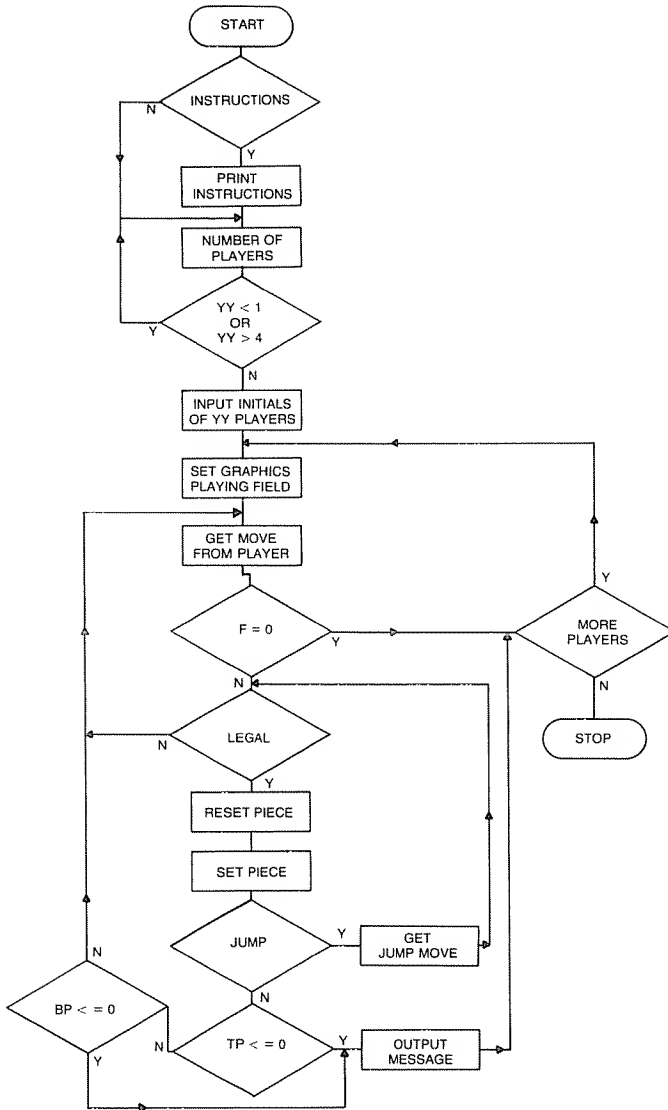 START
INSTRUCTIONS
N
Y
PRINT
INSTRUCTIONS
NUMBER OF
PLAYERS
YY < 1
OR
YY > 4
Y
N
INPUT INITIALS
OF YY PLAYERS
SET GRAPHICS
PLAYING FIELD
GET MOVE
FROM PLAYER
F = 0
Y
N
MORE
PLAYERS
Y
N
STOP
LEGAL
N
Y
RESET PIECE
SET PIECE
JUMP
Y
GET
JUMP MOVE
N
TP < = 0
N
Y
OUTPUT
MESSAGE
BP < = 0
N
Y